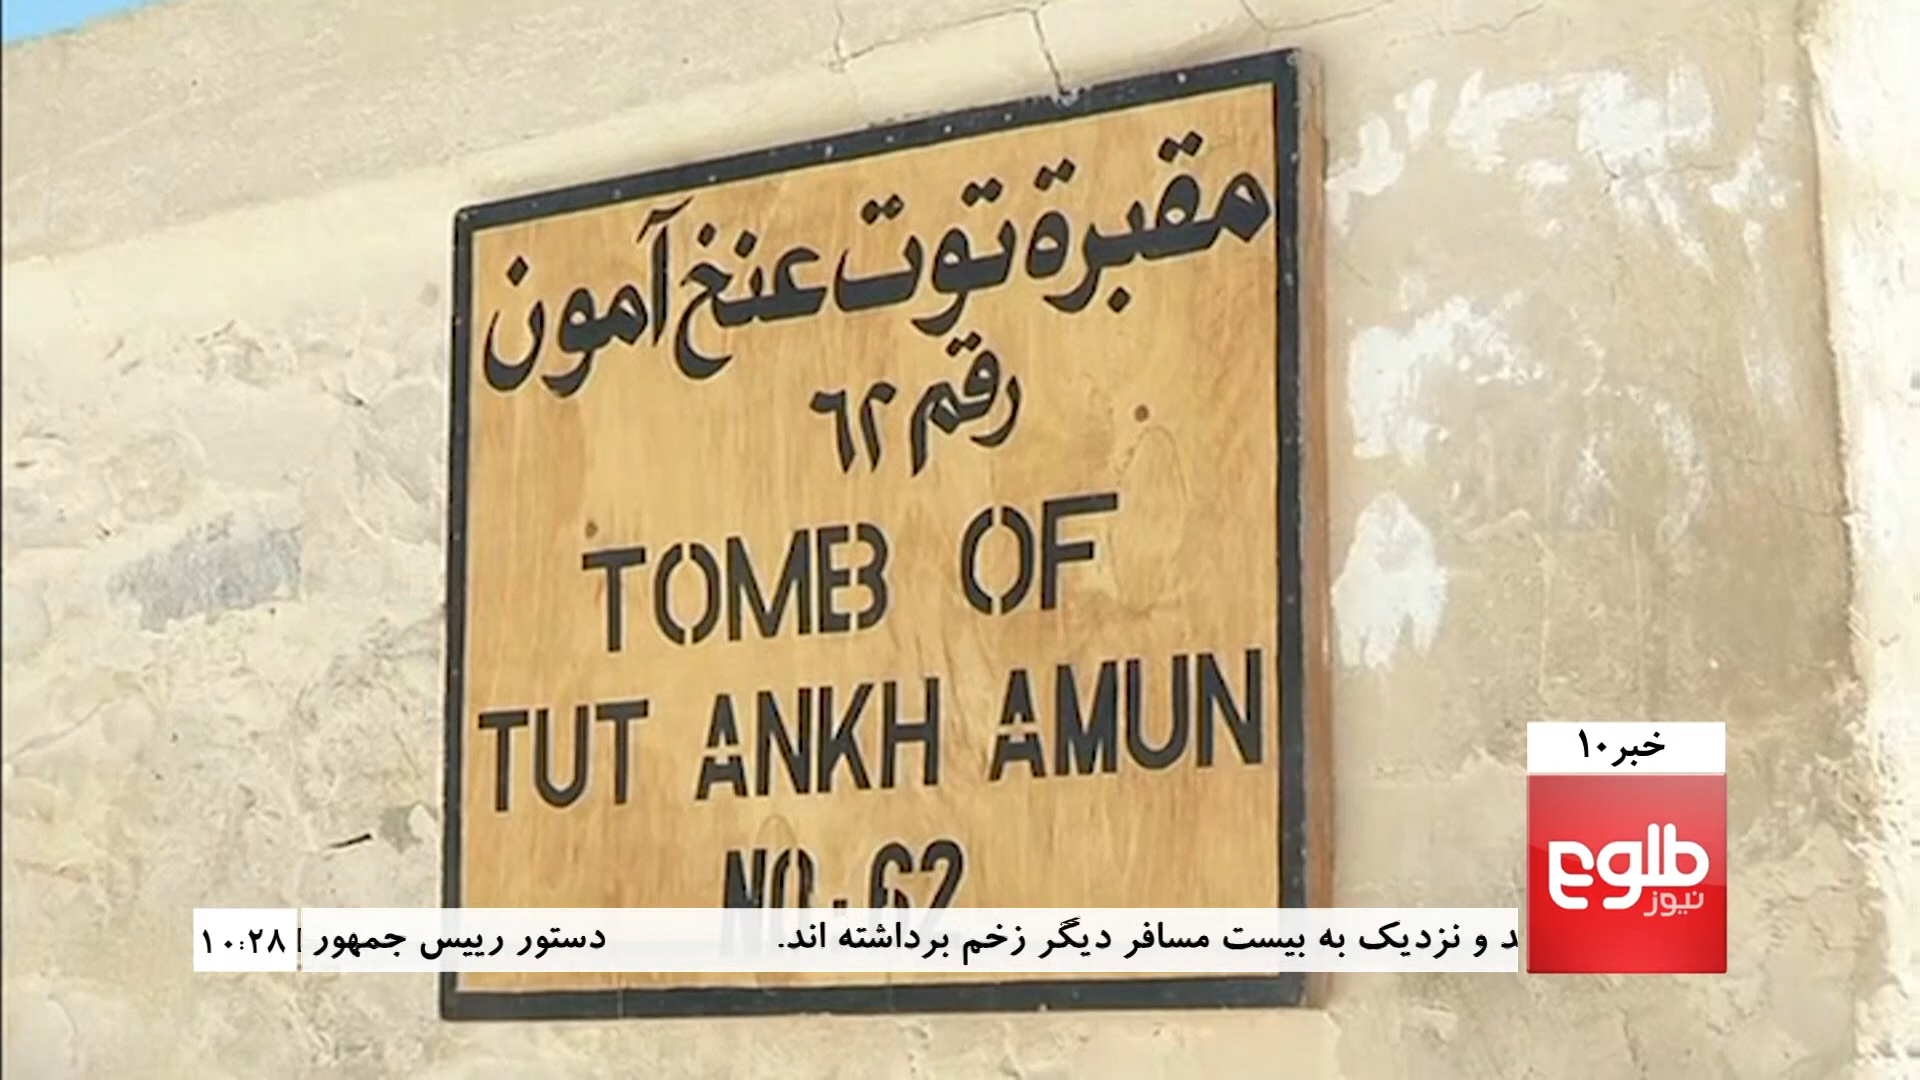 مقبرة توت عنخ آمون
رقم ٦٢
TOMB OF
TUT ANKH AMUN
NO. 62
خبر۱۰
طلوع
نیوز
د و نزدیک به بیست مسافر دیگر زخم برداشته اند.
دستور رییس جمهور
۱۰:۲۸